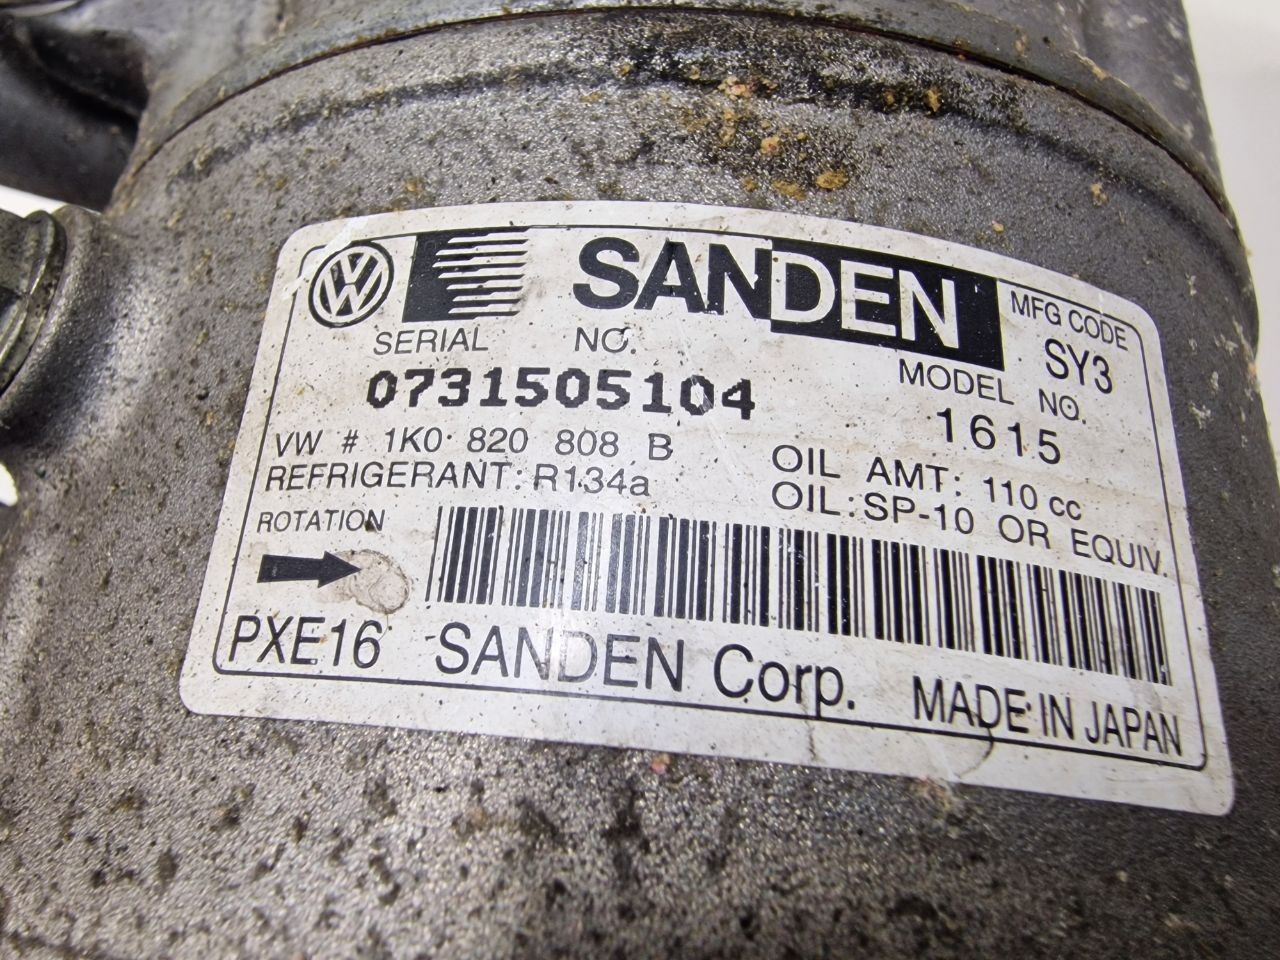 VW
SANDEN
MFG CODE
SY3
SERIAL NO.
0731505104
MODEL NO.
1615
VW # 1K0 820 808 B
REFRIGERANT: R134a
OIL AMT: 110 cc
OIL: SP-10 OR EQUIV.
ROTATION
PXE16
SANDEN Corp.
MADE IN JAPAN